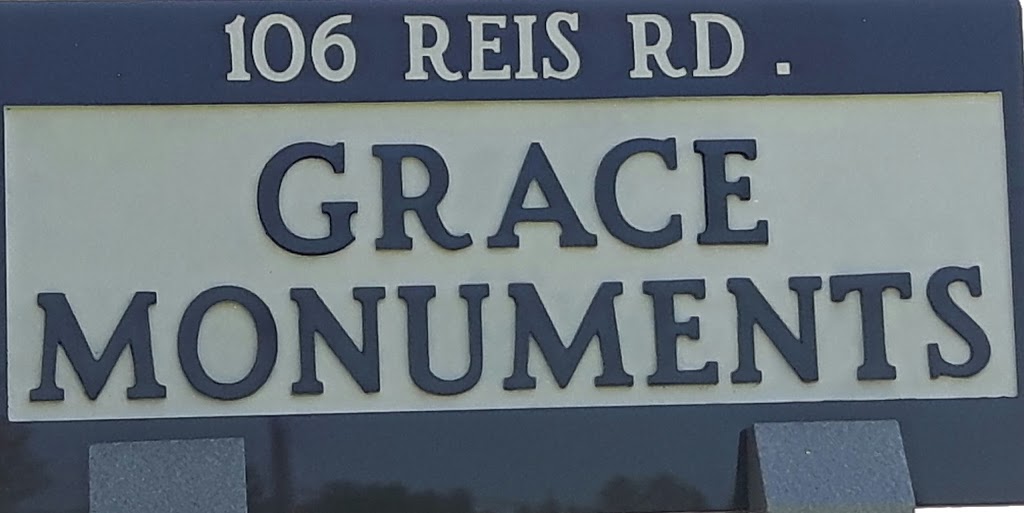 106 REIS RD.
GRACE
MONUMENTS